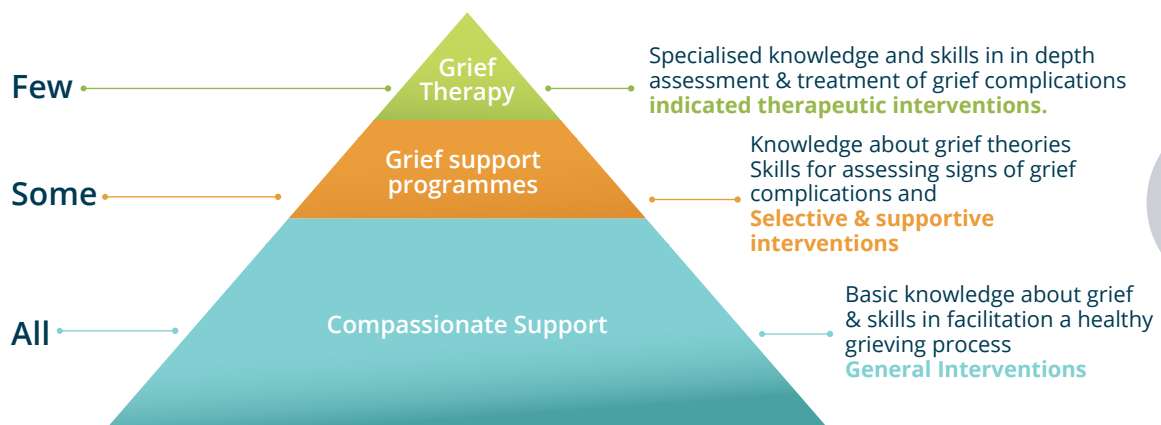 Few
Grief
Therapy
Specialised knowledge and skills in in depth
assessment & treatment of grief complications
indicated therapeutic interventions.
Some
Grief support
programmes
Knowledge about grief theories
Skills for assessing signs of grief
complications and
Selective & supportive
interventions
All
Compassionate Support
Basic knowledge about grief
& skills in facilitation a healthy
grieving process
General Interventions